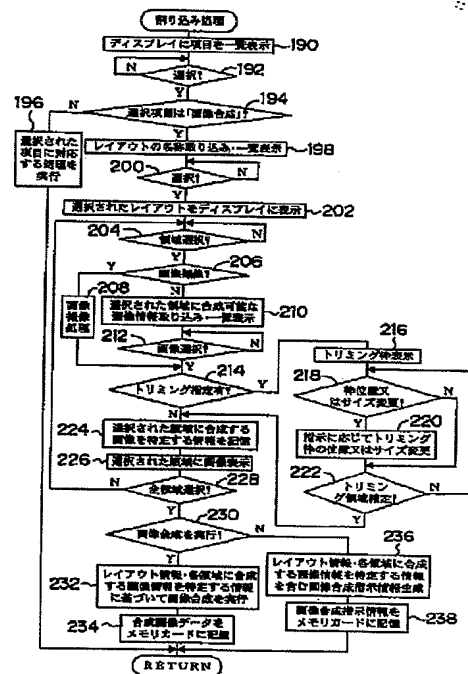 割り込み処理
ディスプレイに項目を一覧表示
190
N
選択?
192
Y
196
N
194
選択項目は「画像合成」?
Y
選択された
項目に対応
する処理を
実行
レイアウトの名称取り込み・一覧表示
198
200
選択?
N
Y
選択されたレイアウトをディスプレイに表示
202
204
領域選択?
N
Y
206
Y
画像撮像?
208
N
画像
撮像
処理
選択された領域に合成可能な
画像情報取り込み・一覧表示
210
212
画像選択?
N
Y
214
トリミング指定有?
Y
N
216
トリミング枠表示
218
枠位置又
はサイズ変更?
N
Y
220
指示に応じてトリミング
枠の位置又はサイズ変更
222
トリミン
グ領域確定?
N
Y
224
選択された領域に合成する
画像を特定する情報を記憶
226
選択された領域に画像表示
N
228
全領域選択?
Y
230
画像合成を実行?
N
Y
232
レイアウト情報・各領域に合成
する画像情報を特定する情報
に基づいて画像合成を実行
234
合成画像データを
メモリカードに記憶
236
レイアウト情報・各領域に合成
する画像情報を特定する情報
を含む画像合成指示情報生成
画像合成指示情報を
メモリカードに記憶
238
RETURN